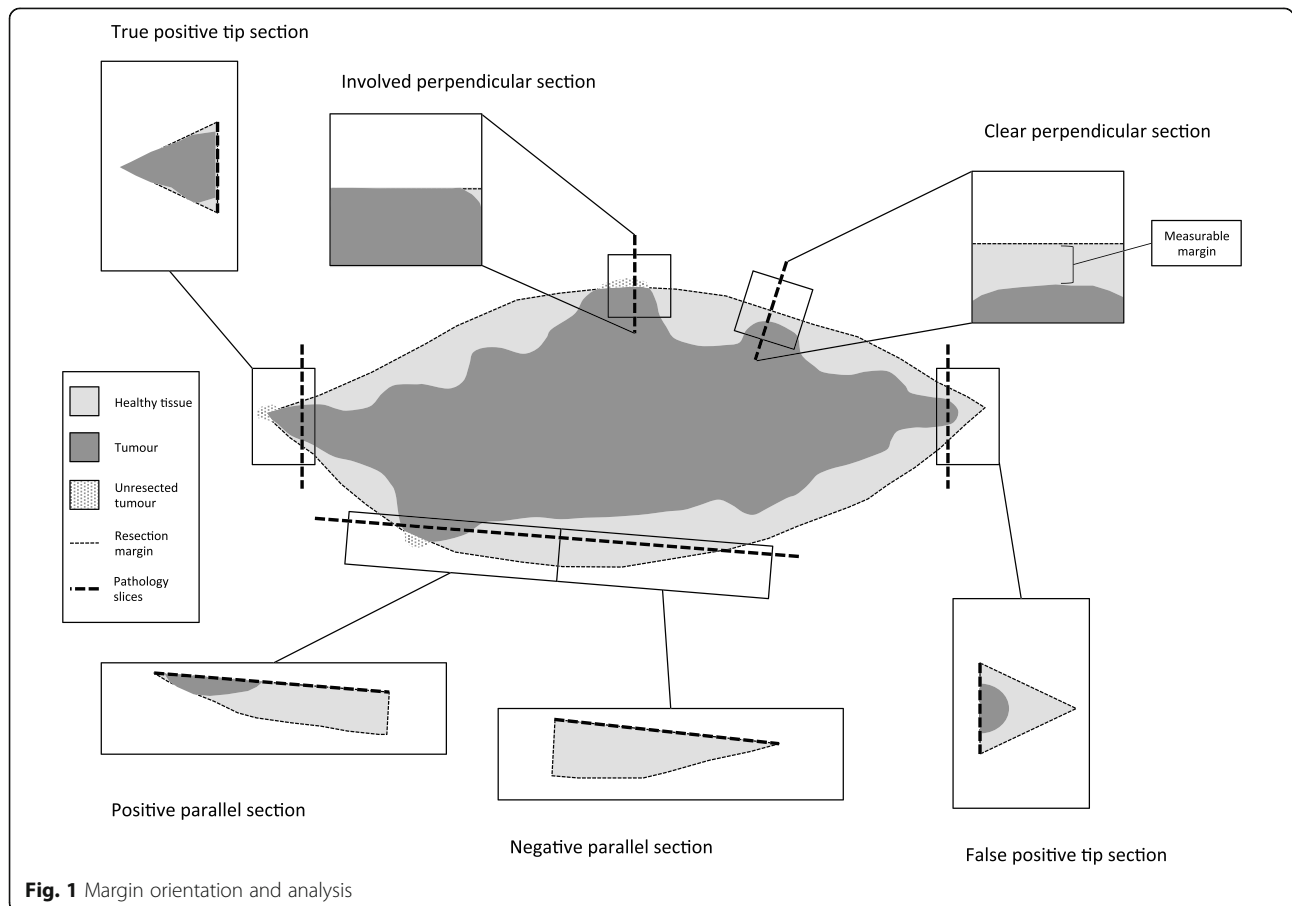 True positive tip section
Involved perpendicular section
Clear perpendicular section
Measurable
margin
Healthy tissue
Tumour
Unresected
tumour
Resection
margin
Pathology
slices
Positive parallel section
Negative parallel section
False positive tip section
Fig. 1 Margin orientation and analysis